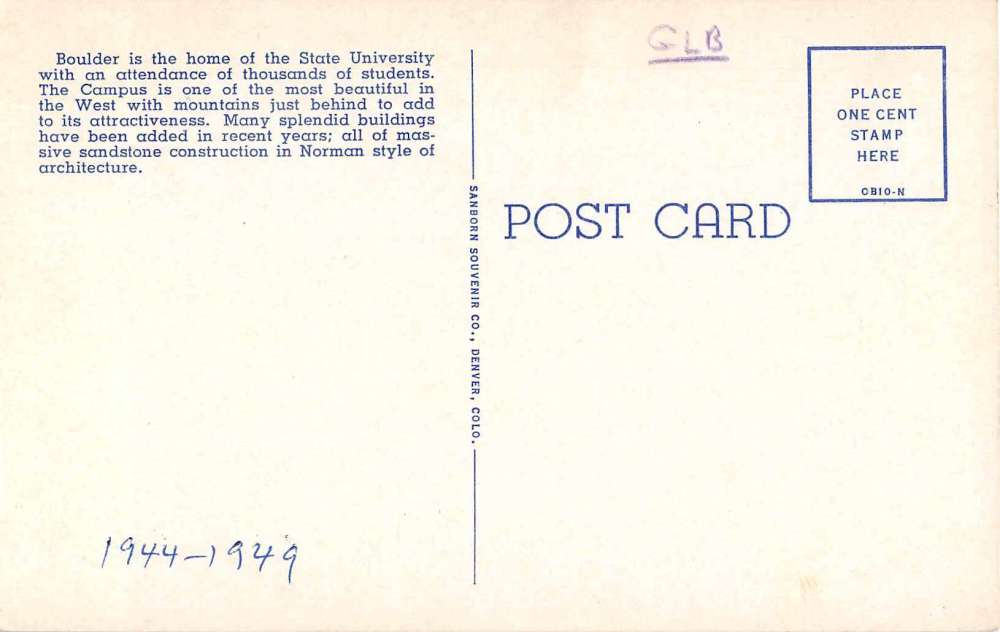 Boulder is the home of the State University
with an attendance of thousands of students.
The Campus is one of the most beautiful in
the West with mountains just behind to add
to its attractiveness. Many splendid buildings
have been added in recent years; all of mas-
sive sandstone construction in Norman style of
architecture.
1944-1949
SANBORN SOUVENIR CO., DENVER, COLO.
GLB
PLACE
ONE CENT
STAMP
HERE
CB10-N
POST CARD